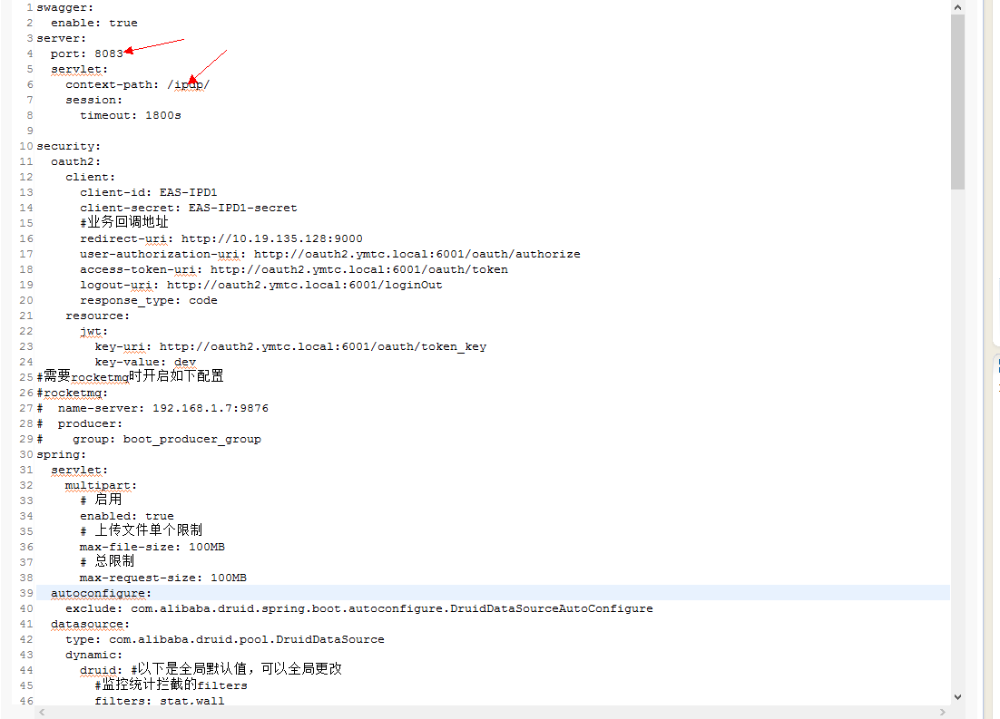 1 swagger:
2   enable: true
3 server:
4   port: 8083
5   servlet:
6     context-path: /ipdp/
7     session:
8       timeout: 1800s
9
10 security:
11   oauth2:
12     client:
13       client-id: EAS-IPD1
14       client-secret: EAS-IPD1-secret
15       #业务回调地址
16       redirect-uri: http://10.19.135.128:9000
17       user-authorization-uri: http://oauth2.ymtc.local:6001/oauth/authorize
18       access-token-uri: http://oauth2.ymtc.local:6001/oauth/token
19       logout-uri: http://oauth2.ymtc.local:6001/loginOut
20       response_type: code
21     resource:
22       jwt:
23         key-uri: http://oauth2.ymtc.local:6001/oauth/token_key
24         key-value: dev
25 #需要rocketmq时开启如下配置
26 #rocketmq:
27 #  name-server: 192.168.1.7:9876
28 #  producer:
29 #    group: boot_producer_group
30 spring:
31   servlet:
32     multipart:
33       # 启用
34       enabled: true
35       # 上传文件单个限制
36       max-file-size: 100MB
37       # 总限制
38       max-request-size: 100MB
39   autoconfigure:
40     exclude: com.alibaba.druid.spring.boot.autoconfigure.DruidDataSourceAutoConfigure
41   datasource:
42     type: com.alibaba.druid.pool.DruidDataSource
43     dynamic:
44       druid: #以下是全局默认值，可以全局更改
45         #监控统计拦截的filters
46         filters: stat,wall